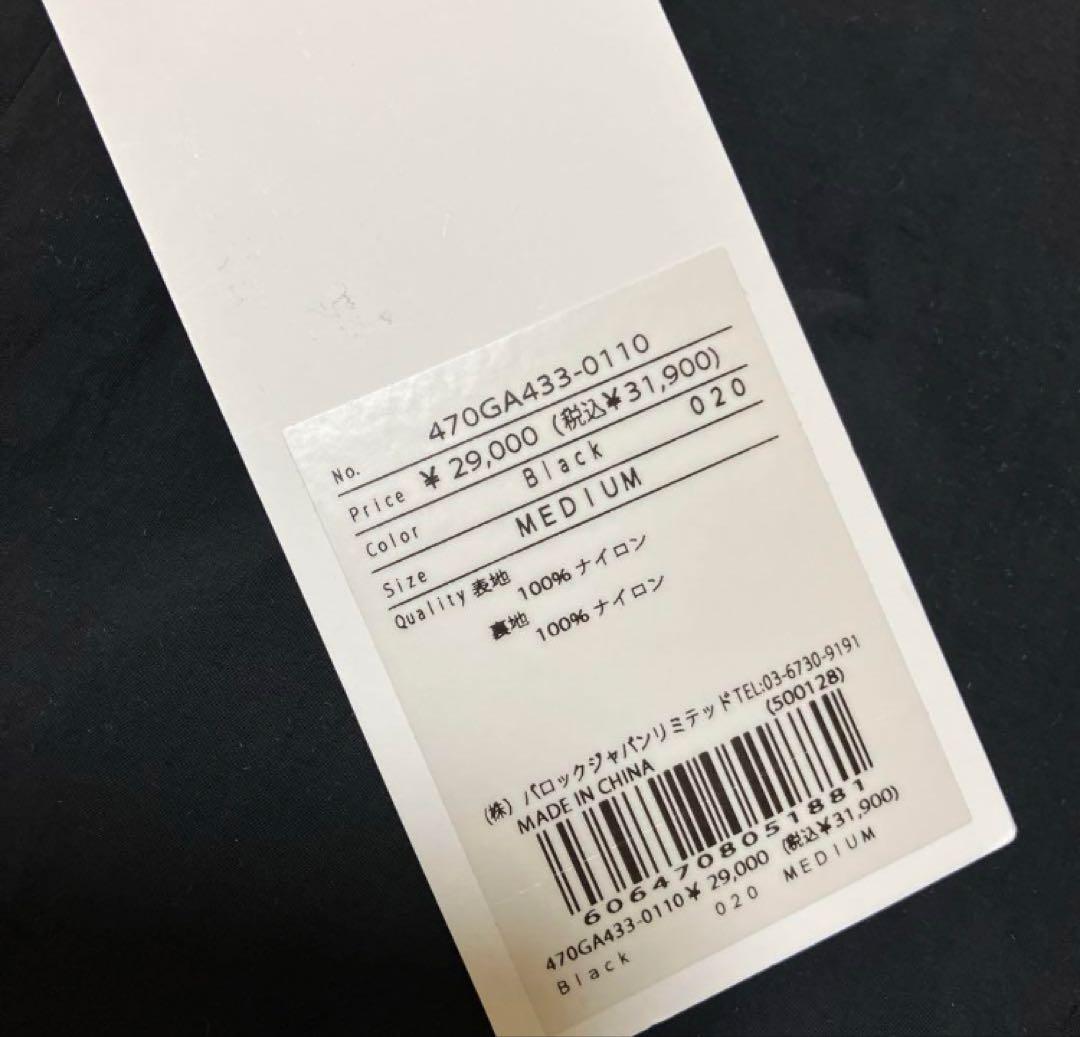 No. 470GA433-0110
Price ¥ 29,000 (税込¥31,900)
Color Black 020
Size MEDIUM
Quality 表地 100% ナイロン
裏地 100% ナイロン
(株) バロックジャパンリミテッド TEL:03-6730-9191
MADE IN CHINA (500128)
6064708051881
470GA433-0110¥ 29,000 (税込¥31,900)
Black 020 MEDIUM